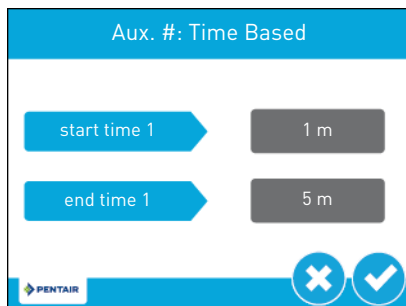 Aux. #: Time Based
start time 1
1 m
end time 1
5 m
PENTAIR